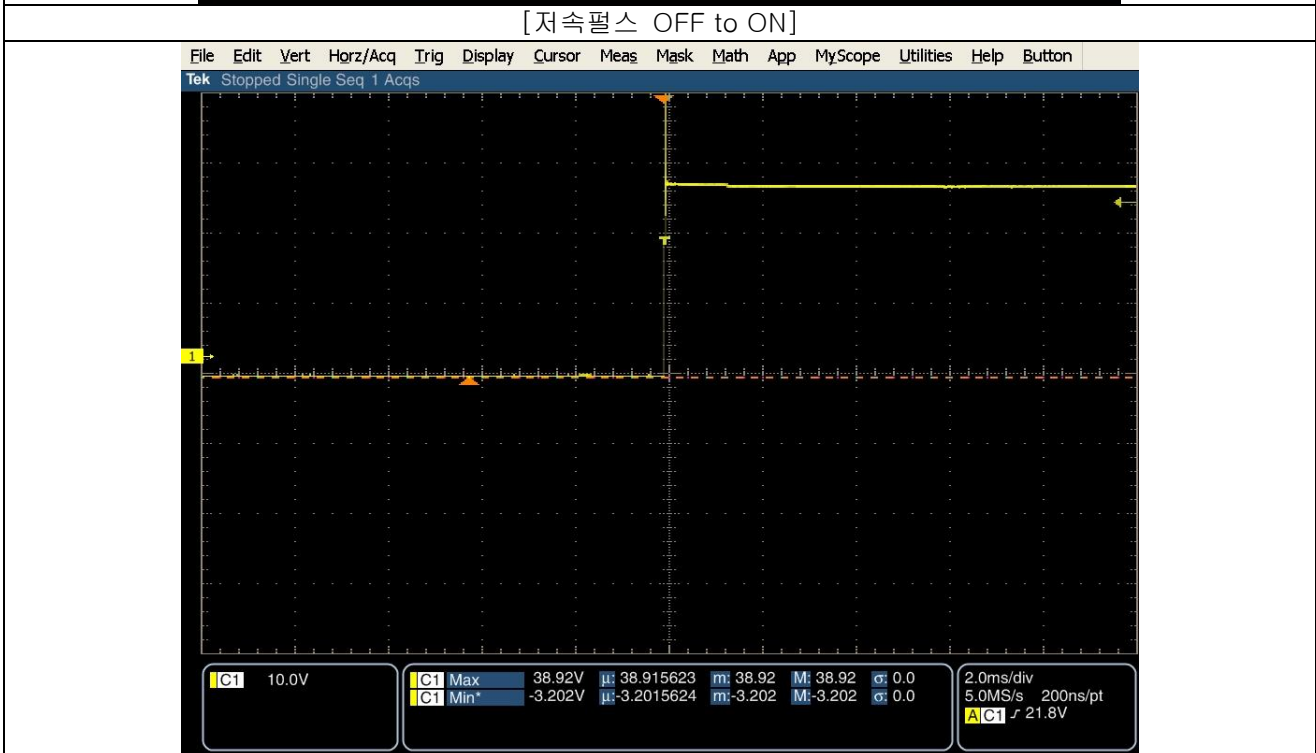 [저속펄스 OFF to ON]
File Edit Vert Horz/Acq Trig Display Cursor Meas Mask Math App MyScope Utilities Help Button
Tek Stopped Single Seq 1 Acqs
T
1
C1 10.0V
C1 Max 38.92V µ: 38.915623 m: 38.92 M: 38.92 σ: 0.0
C1 Min* -3.202V µ:-3.2015624 m:-3.202 M:-3.202 σ: 0.0
2.0ms/div
5.0MS/s 200ns/pt
A C1 21.8V